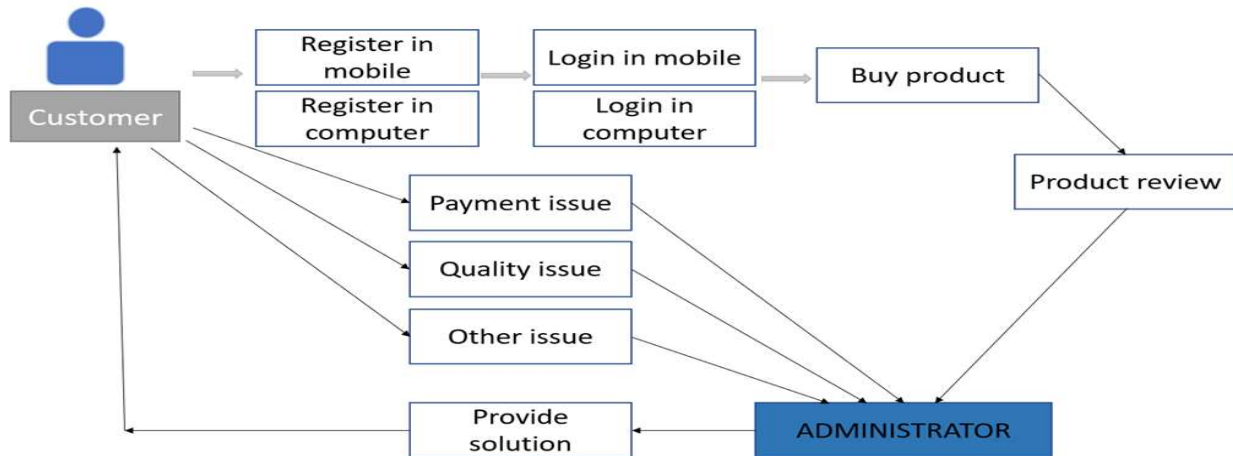 Customer
Register in
mobile
Register in
computer
Login in mobile
Login in
computer
Buy product
Product review
Payment issue
Quality issue
Other issue
Provide
solution
ADMINISTRATOR